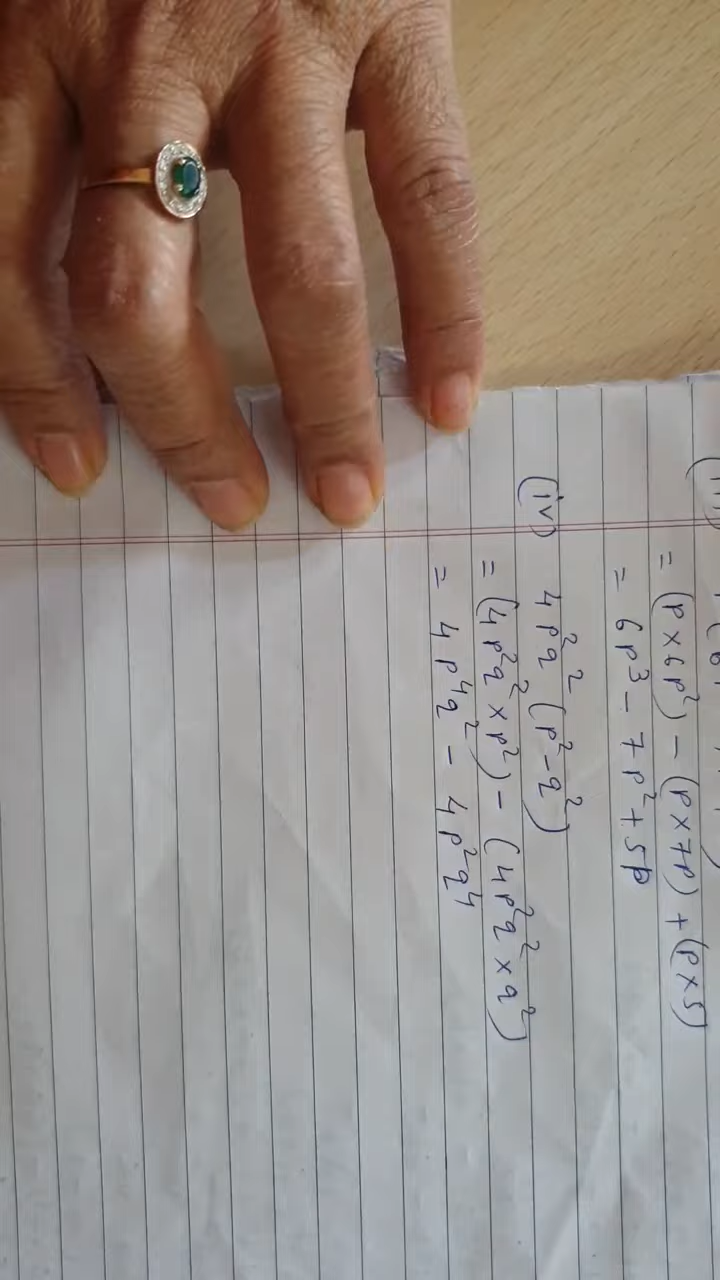 = (P×6P²) – (P×7P) + (P×5)
= 6P³ – 7P² + 5P
(iv) 4P²q² (P²–q²)
= (4P²q²×P²) – (4P²q²×q²)
= 4P⁴q² – 4P²q⁴